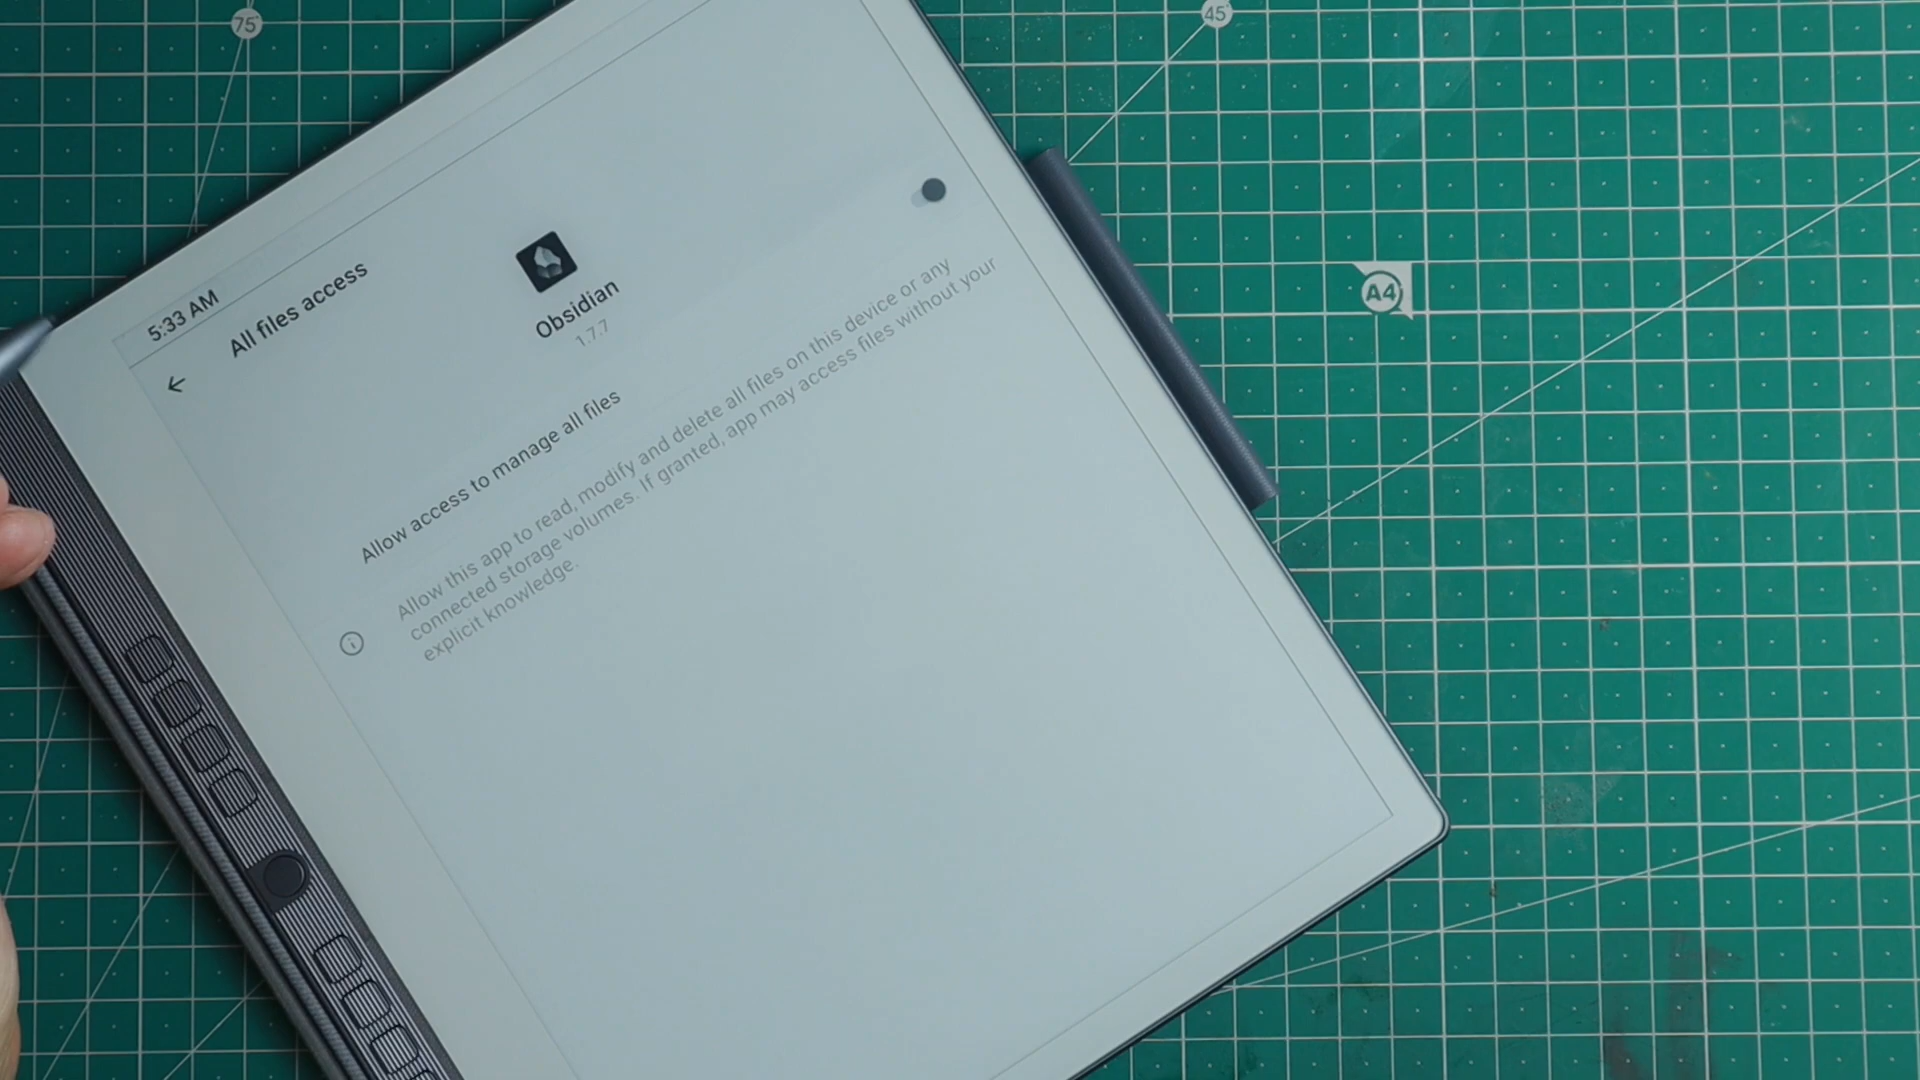 75°
45°
A4
5:33 AM
All files access
Obsidian
1.7.7
Allow access to manage all files
Allow this app to read, modify and delete all files on this device or any
connected storage volumes. If granted, app may access files without your
explicit knowledge.